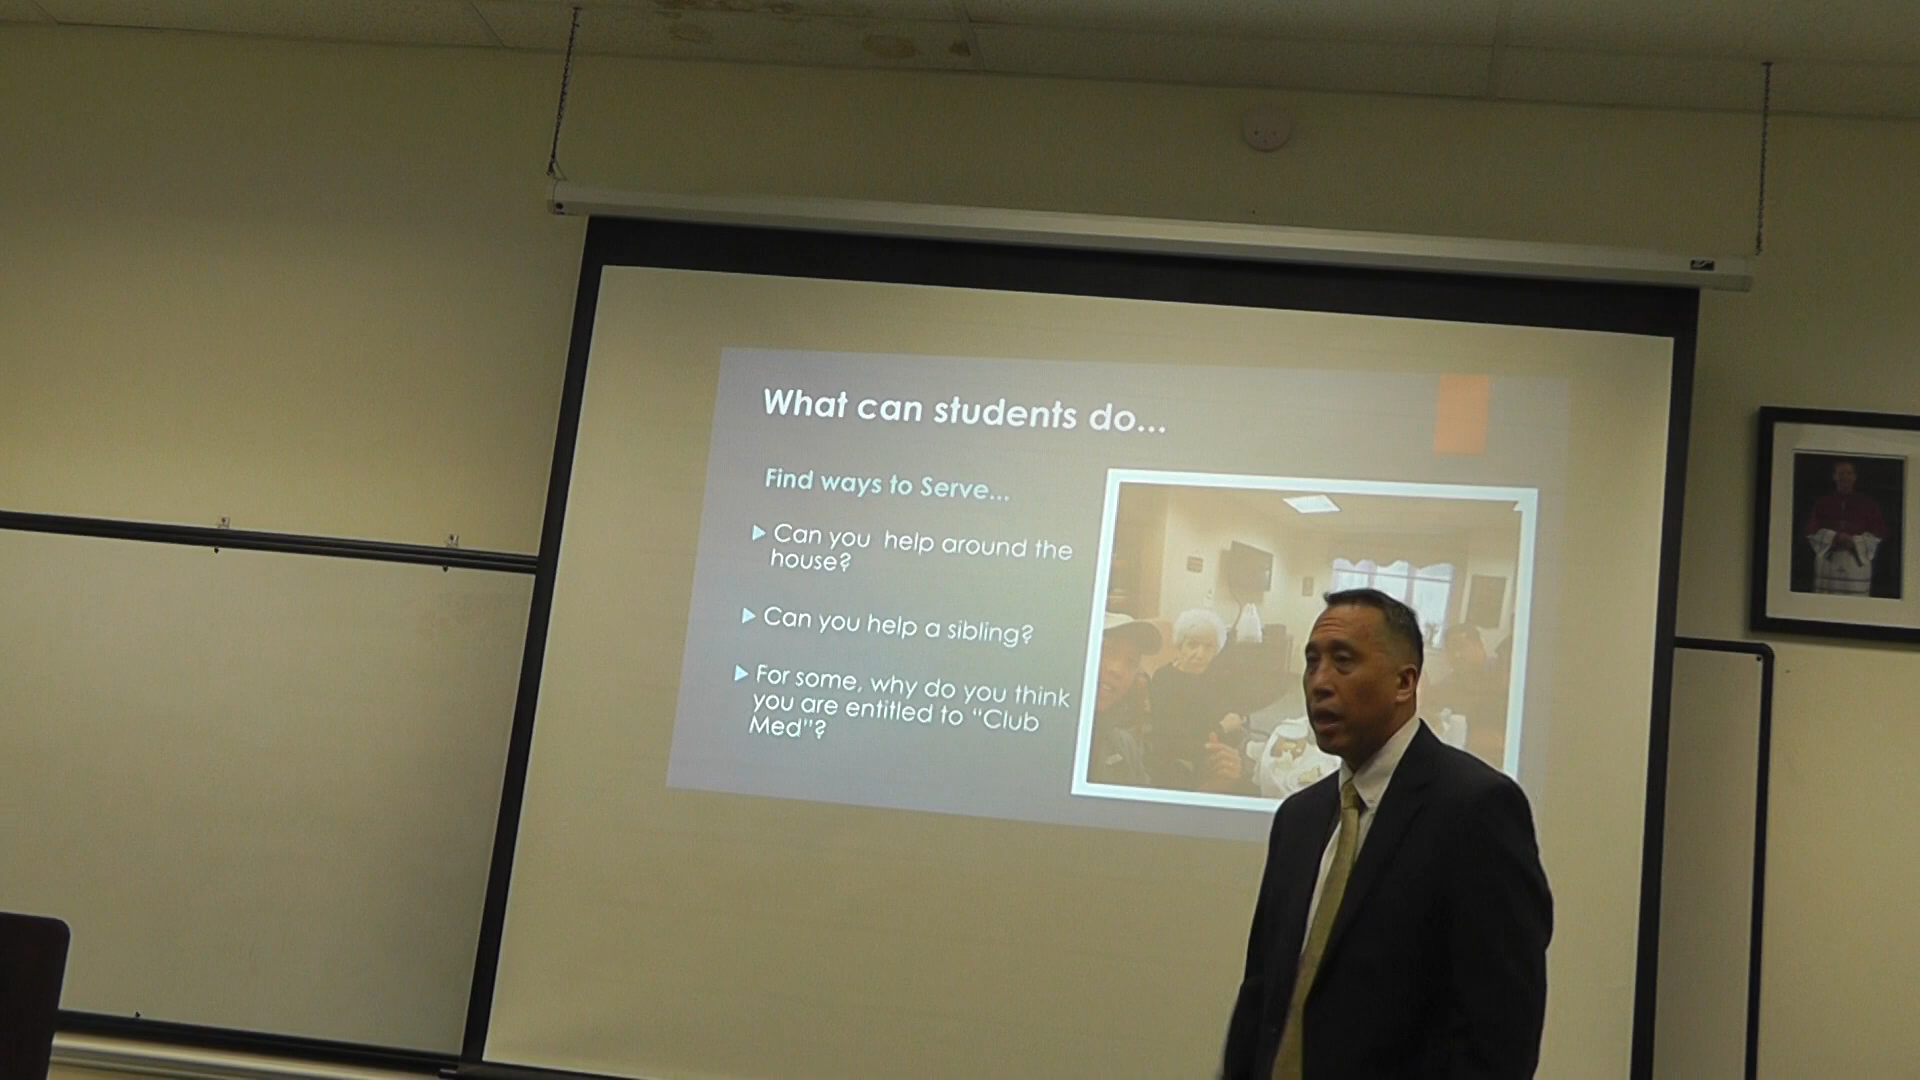 What can students do...
Find ways to Serve...
Can you help around the
house?
Can you help a sibling?
For some, why do you think
you are entitled to “Club
Med”?